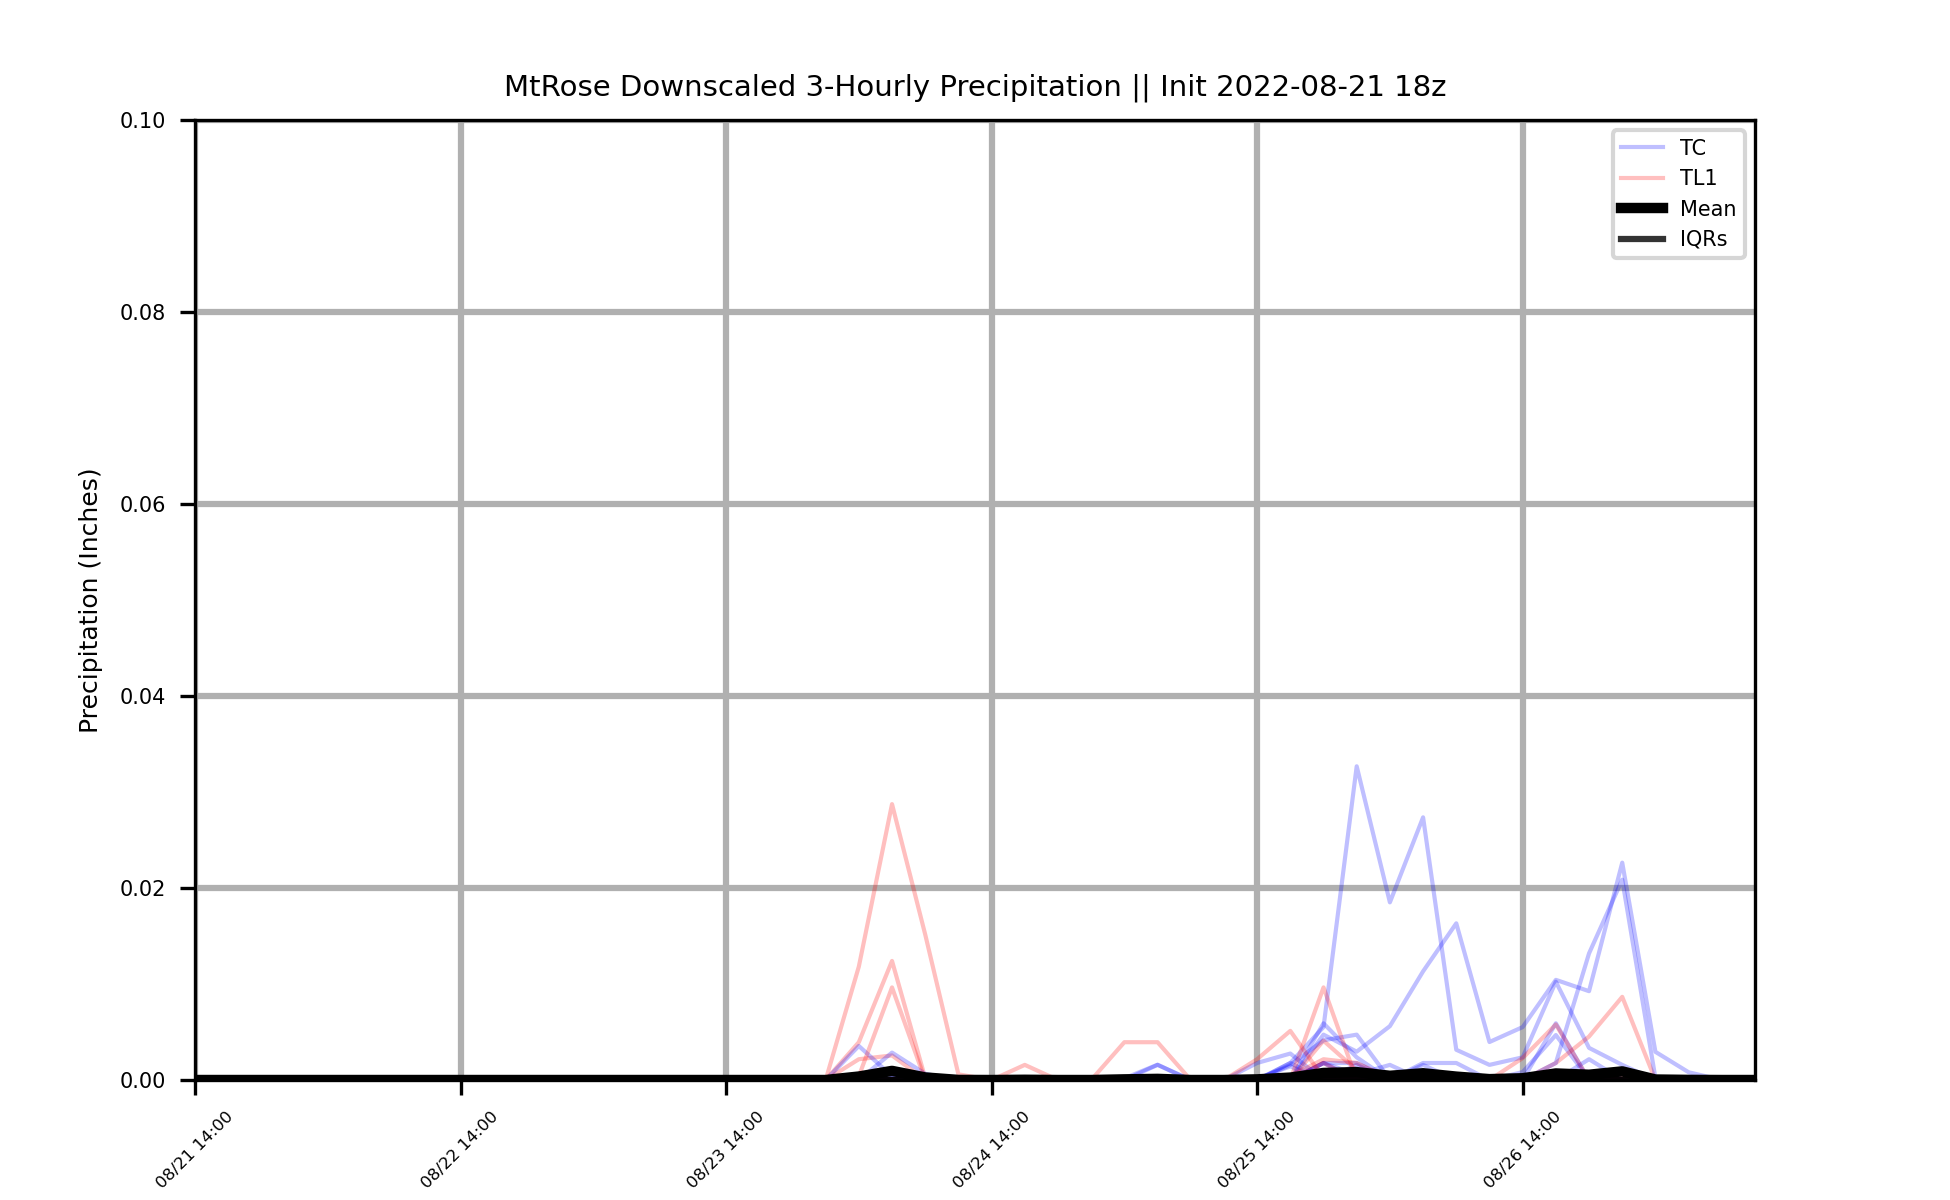 MtRose Downscaled 3-Hourly Precipitation || Init 2022-08-21 18z
0.10
0.08
0.06
0.04
0.02
0.00
Precipitation (Inches)
TC
TL1
Mean
IQRs
08/21 14:00
08/22 14:00
08/23 14:00
08/24 14:00
08/25 14:00
08/26 14:00